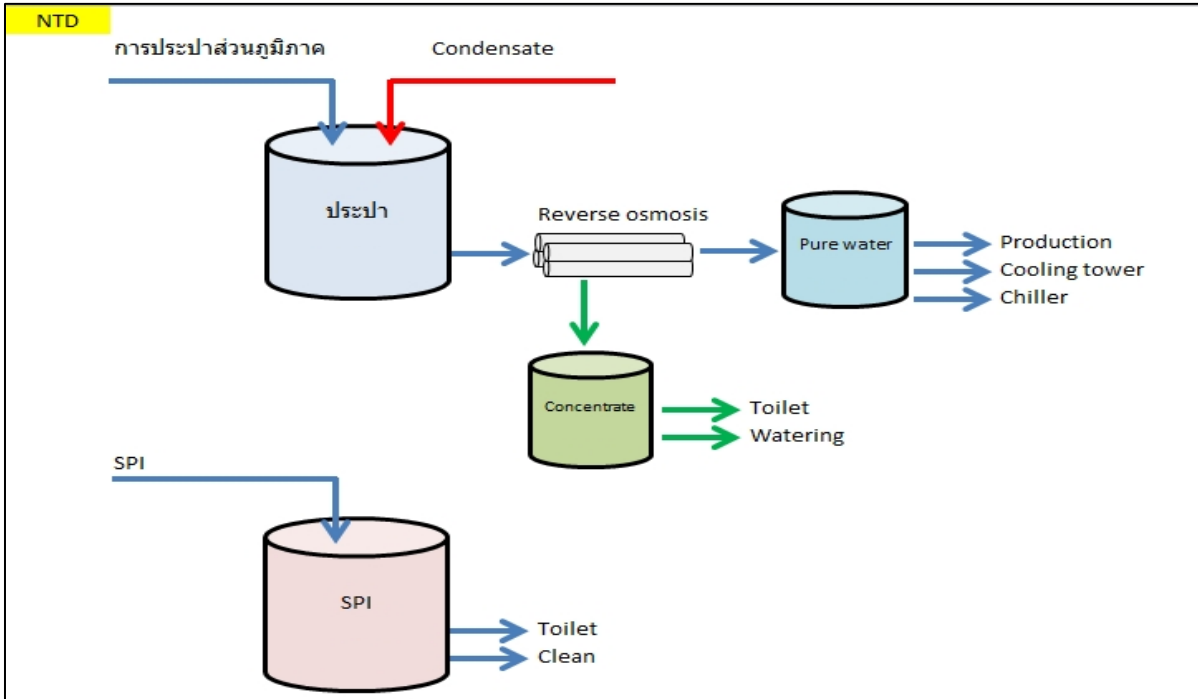 NTD
การประปาส่วนภูมิภาค
Condensate
ประปา
Reverse osmosis
Pure water
Production
Cooling tower
Chiller
Concentrate
Toilet
Watering
SPI
SPI
Toilet
Clean